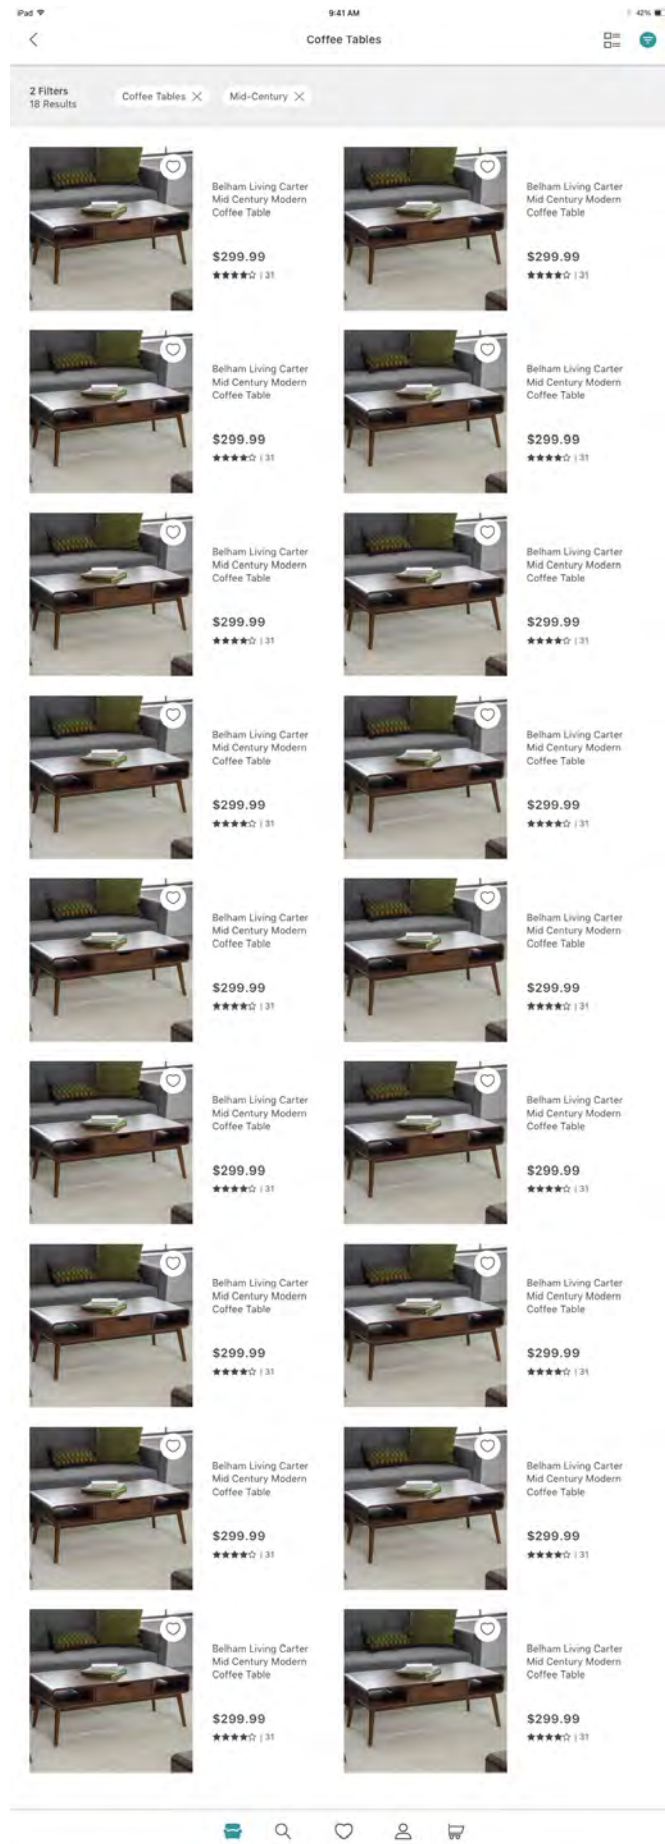 iPad
9:41 AM
42%
Coffee Tables
2 Filters
18 Results
Coffee Tables
Mid-Century
Belham Living Carter
Mid Century Modern
Coffee Table
$299.99
| 31
Belham Living Carter
Mid Century Modern
Coffee Table
$299.99
| 31
Belham Living Carter
Mid Century Modern
Coffee Table
$299.99
| 31
Belham Living Carter
Mid Century Modern
Coffee Table
$299.99
| 31
Belham Living Carter
Mid Century Modern
Coffee Table
$299.99
| 31
Belham Living Carter
Mid Century Modern
Coffee Table
$299.99
| 31
Belham Living Carter
Mid Century Modern
Coffee Table
$299.99
| 31
Belham Living Carter
Mid Century Modern
Coffee Table
$299.99
| 31
Belham Living Carter
Mid Century Modern
Coffee Table
$299.99
| 31
Belham Living Carter
Mid Century Modern
Coffee Table
$299.99
| 31
Belham Living Carter
Mid Century Modern
Coffee Table
$299.99
| 31
Belham Living Carter
Mid Century Modern
Coffee Table
$299.99
| 31
Belham Living Carter
Mid Century Modern
Coffee Table
$299.99
| 31
Belham Living Carter
Mid Century Modern
Coffee Table
$299.99
| 31
Belham Living Carter
Mid Century Modern
Coffee Table
$299.99
| 31
Belham Living Carter
Mid Century Modern
Coffee Table
$299.99
| 31
Belham Living Carter
Mid Century Modern
Coffee Table
$299.99
| 31
Belham Living Carter
Mid Century Modern
Coffee Table
$299.99
| 31